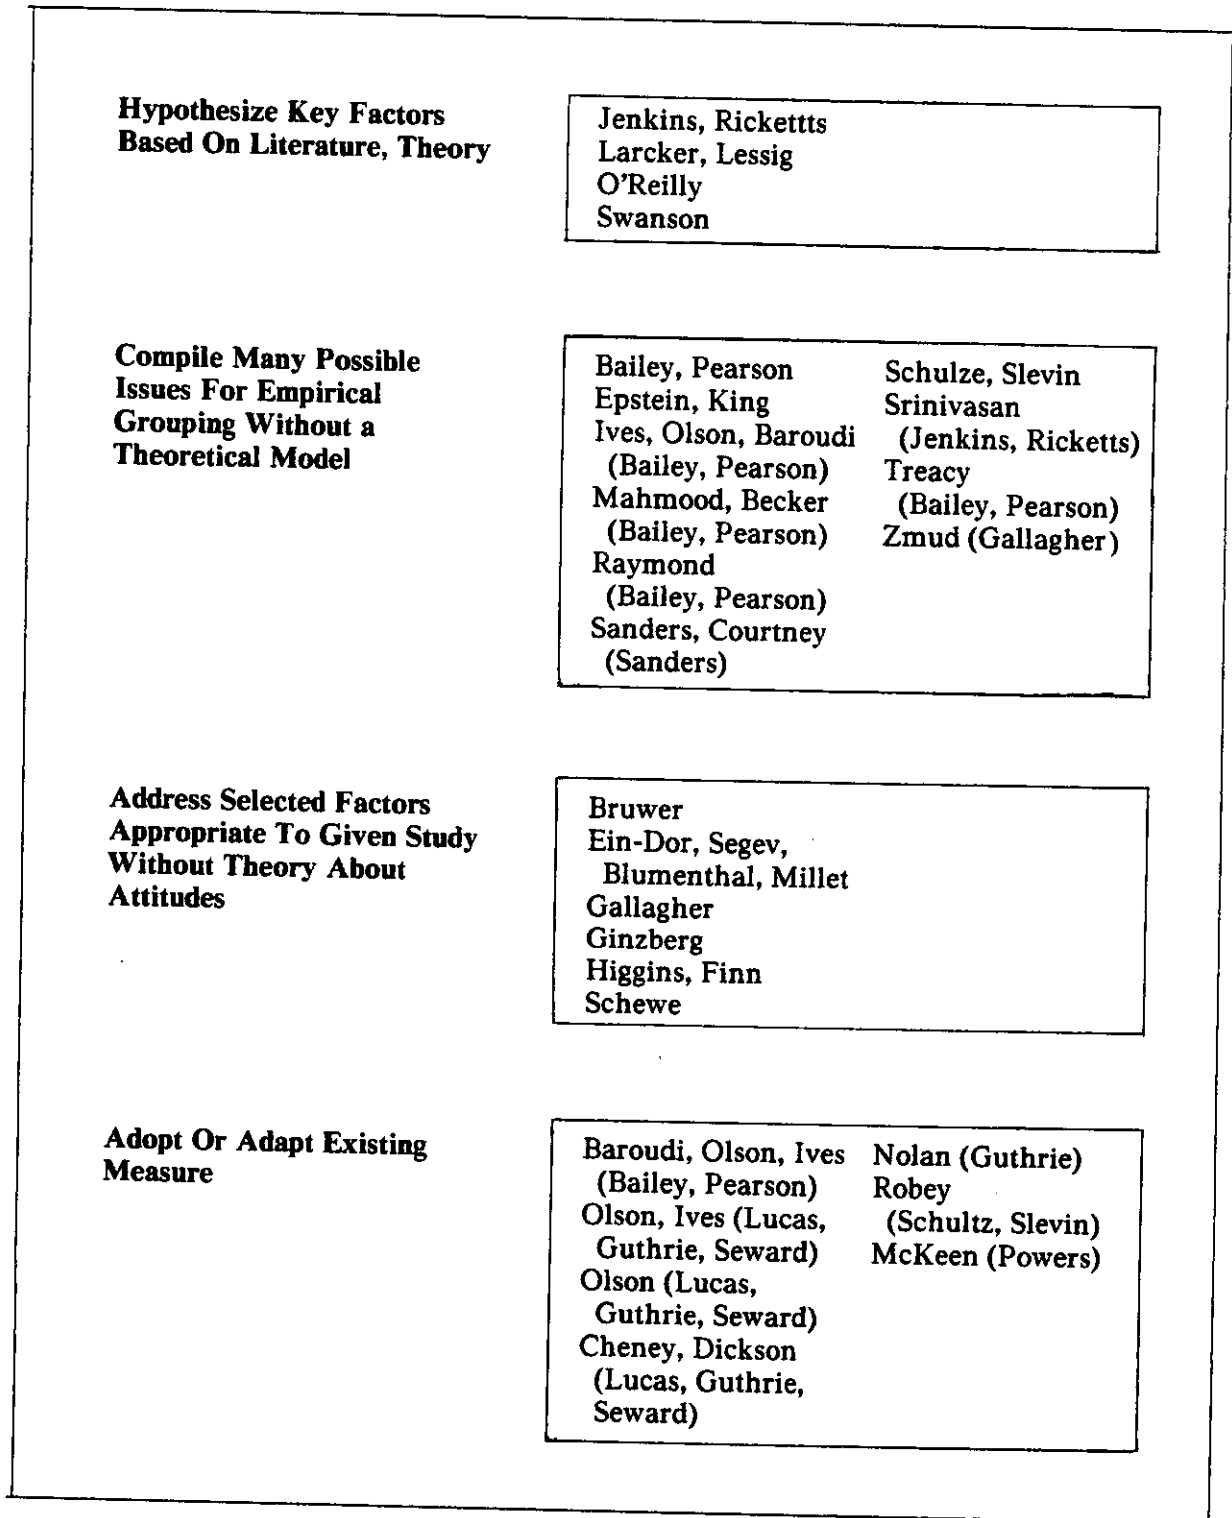 Hypothesize Key Factors
Based On Literature, Theory
Jenkins, Rickettts
Larcker, Lessig
O'Reilly
Swanson
Compile Many Possible
Issues For Empirical
Grouping Without a
Theoretical Model
Bailey, Pearson
Epstein, King
Ives, Olson, Baroudi
(Bailey, Pearson)
Mahmood, Becker
(Bailey, Pearson)
Raymond
(Bailey, Pearson)
Sanders, Courtney
(Sanders)
Schulze, Slevin
Srinivasan
(Jenkins, Ricketts)
Treacy
(Bailey, Pearson)
Zmud (Gallagher)
Address Selected Factors
Appropriate To Given Study
Without Theory About
Attitudes
Bruwer
Ein-Dor, Segev,
Blumenthal, Millet
Gallagher
Ginzberg
Higgins, Finn
Schewe
Adopt Or Adapt Existing
Measure
Baroudi, Olson, Ives
(Bailey, Pearson)
Olson, Ives (Lucas,
Guthrie, Seward)
Olson (Lucas,
Guthrie, Seward)
Cheney, Dickson
(Lucas, Guthrie,
Seward)
Nolan (Guthrie)
Robey
(Schultz, Slevin)
McKeen (Powers)